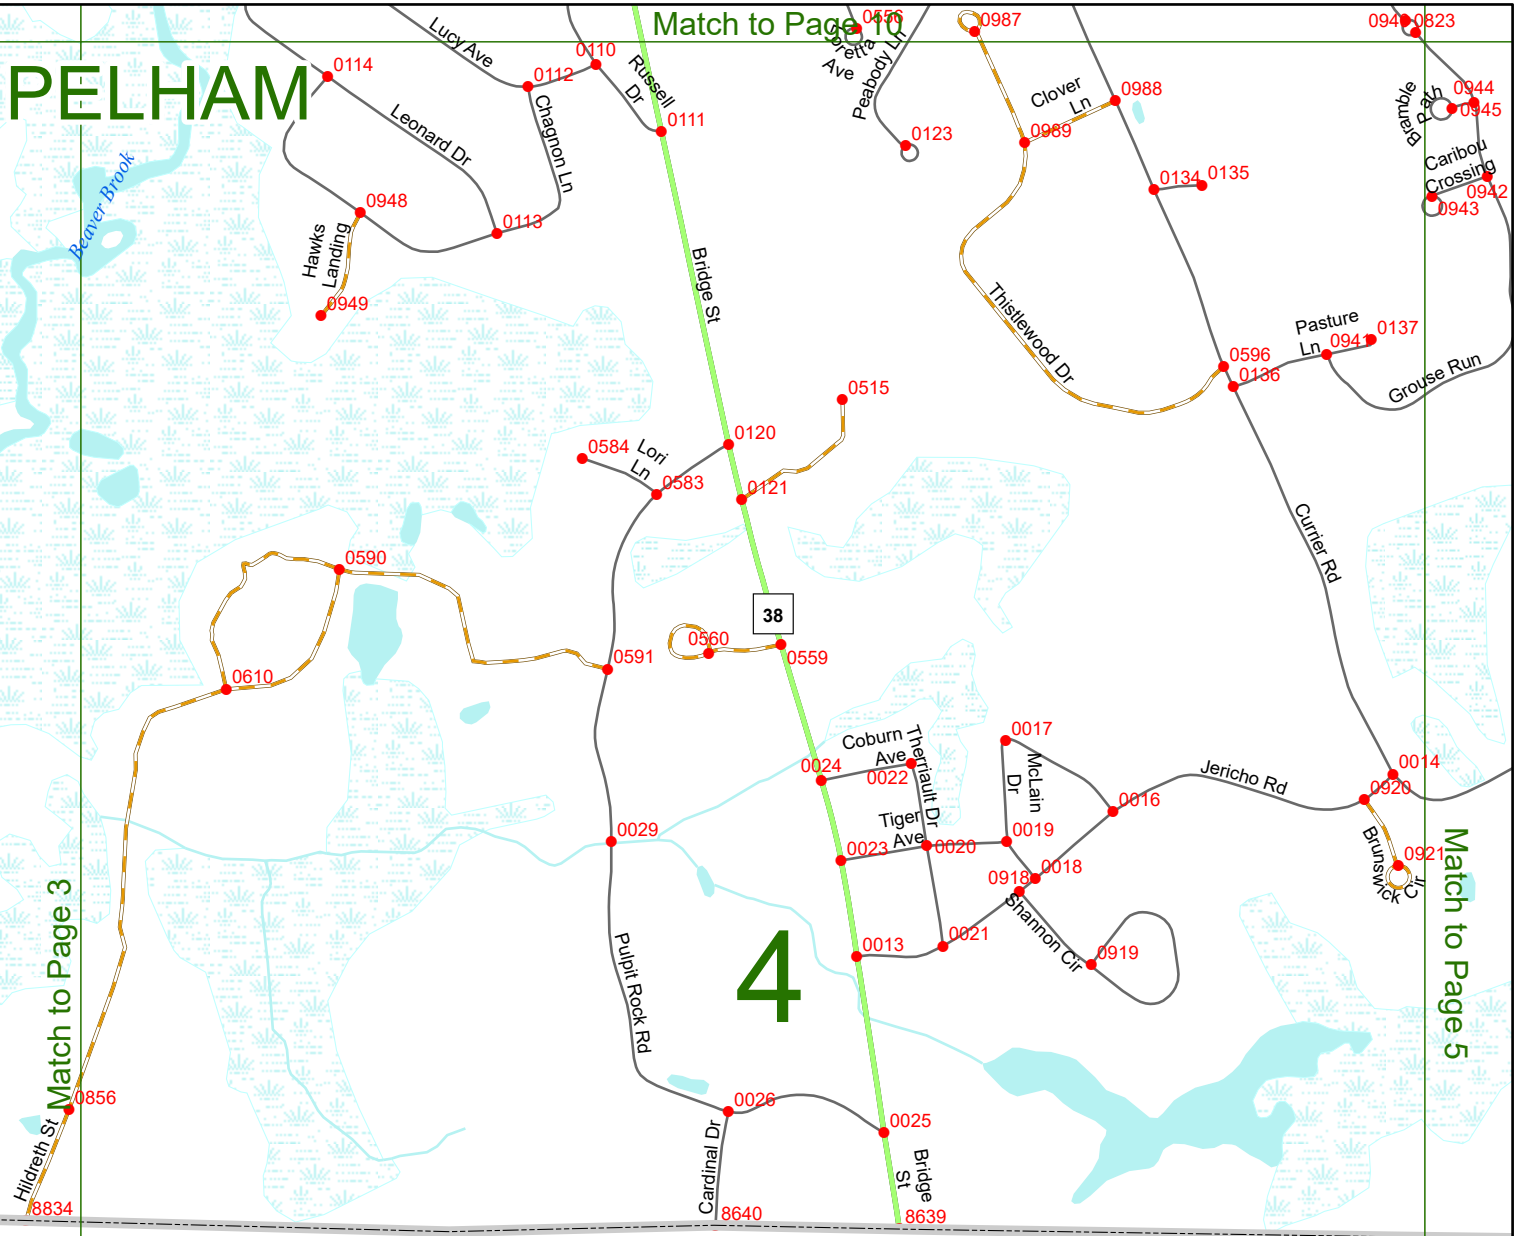 Match to Page 10
PELHAM
Lucy Ave
0110
0114
0112
Russell
Dr
0111
Leonard Dr
Chagnon Ln
0556
Loretta
Ave
Peabody Ln
0123
0987
Clover
Ln
0988
0989
0134
0135
0823
0944
0945
Bramble
Path
Caribou
Crossing
0942
0943
Beaver Brook
0948
0113
Hawks
Landing
0949
Bridge St
Thistlewood Dr
Pasture
Ln
0941
0137
0596
0136
Grouse Run
0515
0120
0584
Lori
Ln
0583
0121
Currier Rd
0590
38
0560
0559
0591
0610
Coburn
Ave
Therriault Dr
0024
0022
0017
McLain
Dr
0014
Jericho Rd
0920
0016
Tiger
Ave
0029
0023
0020
0019
0018
0918
0921
Brunswick Cir
Shannon Cir
0013
0021
0919
4
Match to Page 3
Match to Page 5
Pulpit Rock Rd
0856
0026
0025
Hildreth St
Cardinal Dr
Bridge
St
8834
8640
8639